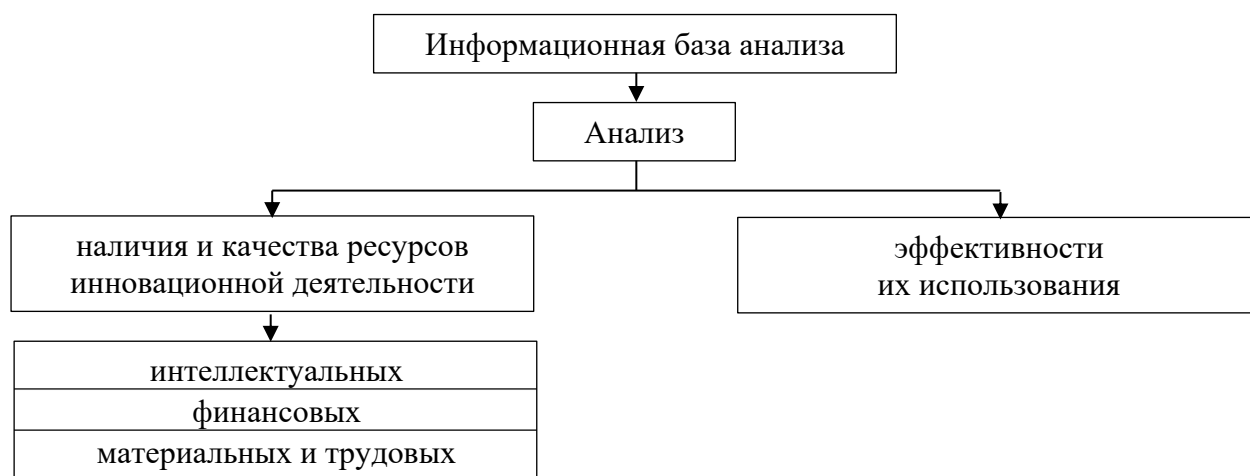 Информационная база анализа
Анализ
наличия и качества ресурсов
инновационной деятельности
эффективности
их использования
интеллектуальных
финансовых
материальных и трудовых